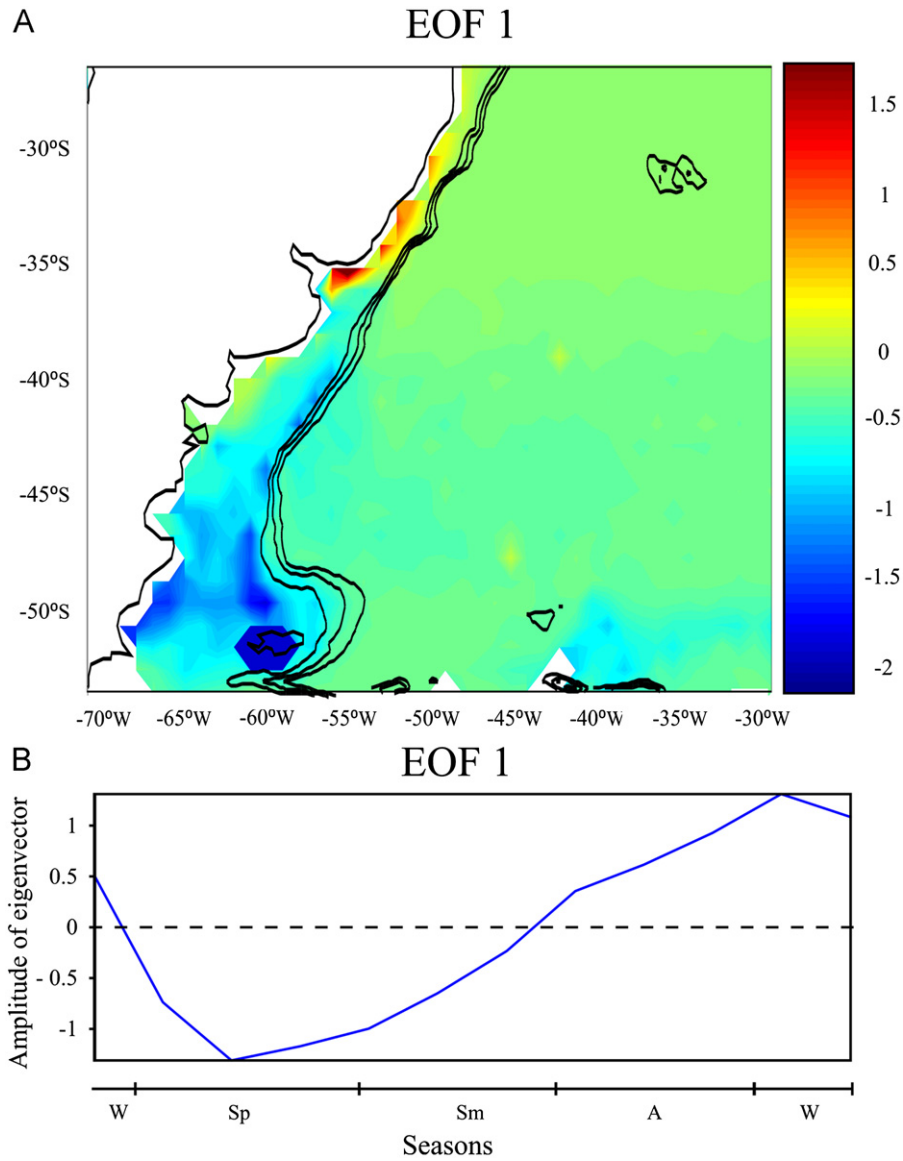 A
EOF 1
-30ºS
-35ºS
-40ºS
-45ºS
-50ºS
-70ºW -65ºW -60ºW -55ºW -50ºW -45ºW -40ºW -35ºW -30ºW
1.5
1
0.5
0
-0.5
-1
-1.5
-2
B
EOF 1
Amplitude of eigenvector
1
0.5
0
- 0.5
-1
W Sp Sm A W
Seasons